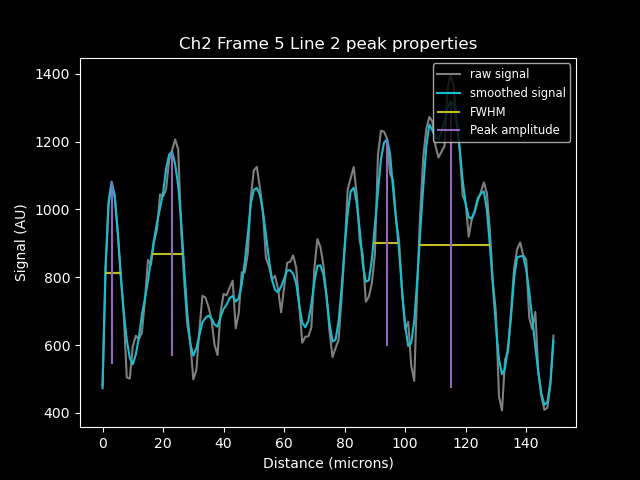 Ch2 Frame 5 Line 2 peak properties
raw signal
smoothed signal
FWHM
Peak amplitude
Signal (AU)
1400
1200
1000
800
600
400
0 20 40 60 80 100 120 140
Distance (microns)